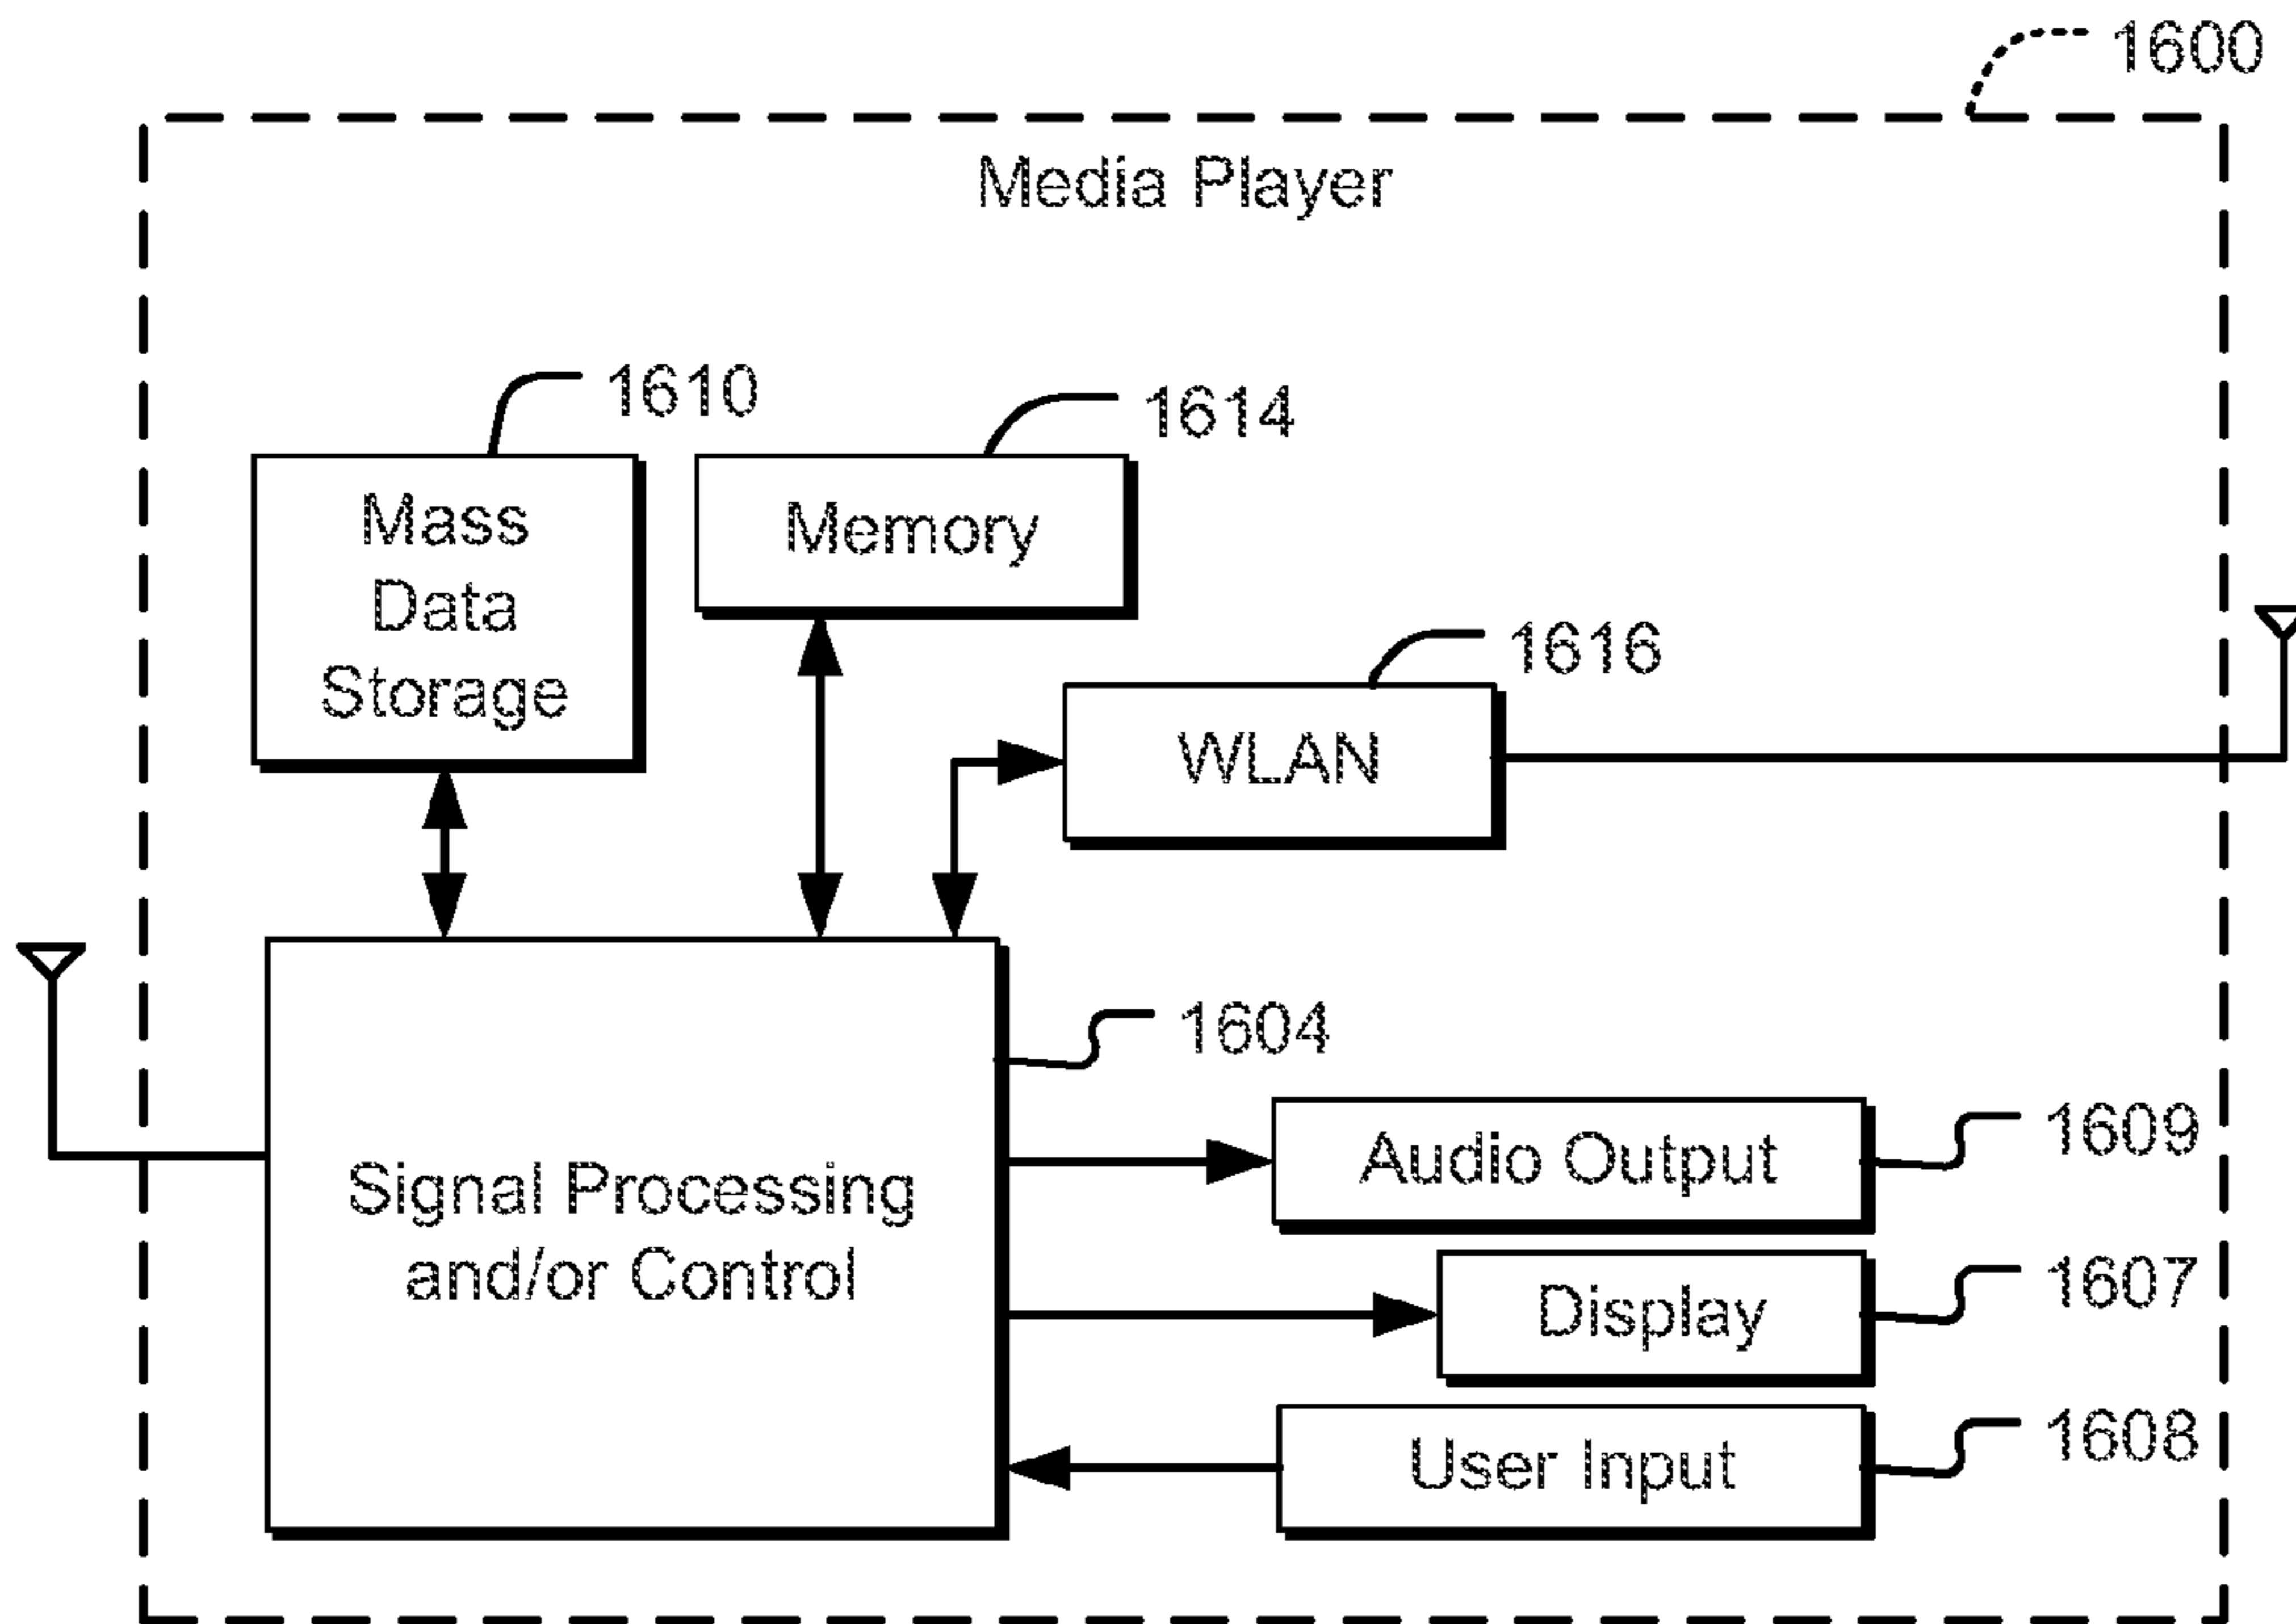 1600
Media Player
1610
1614
Mass
Data
Storage
Memory
1616
WLAN
1604
Signal Processing
and/or Control
Audio Output
1609
Display
1607
User Input
1608